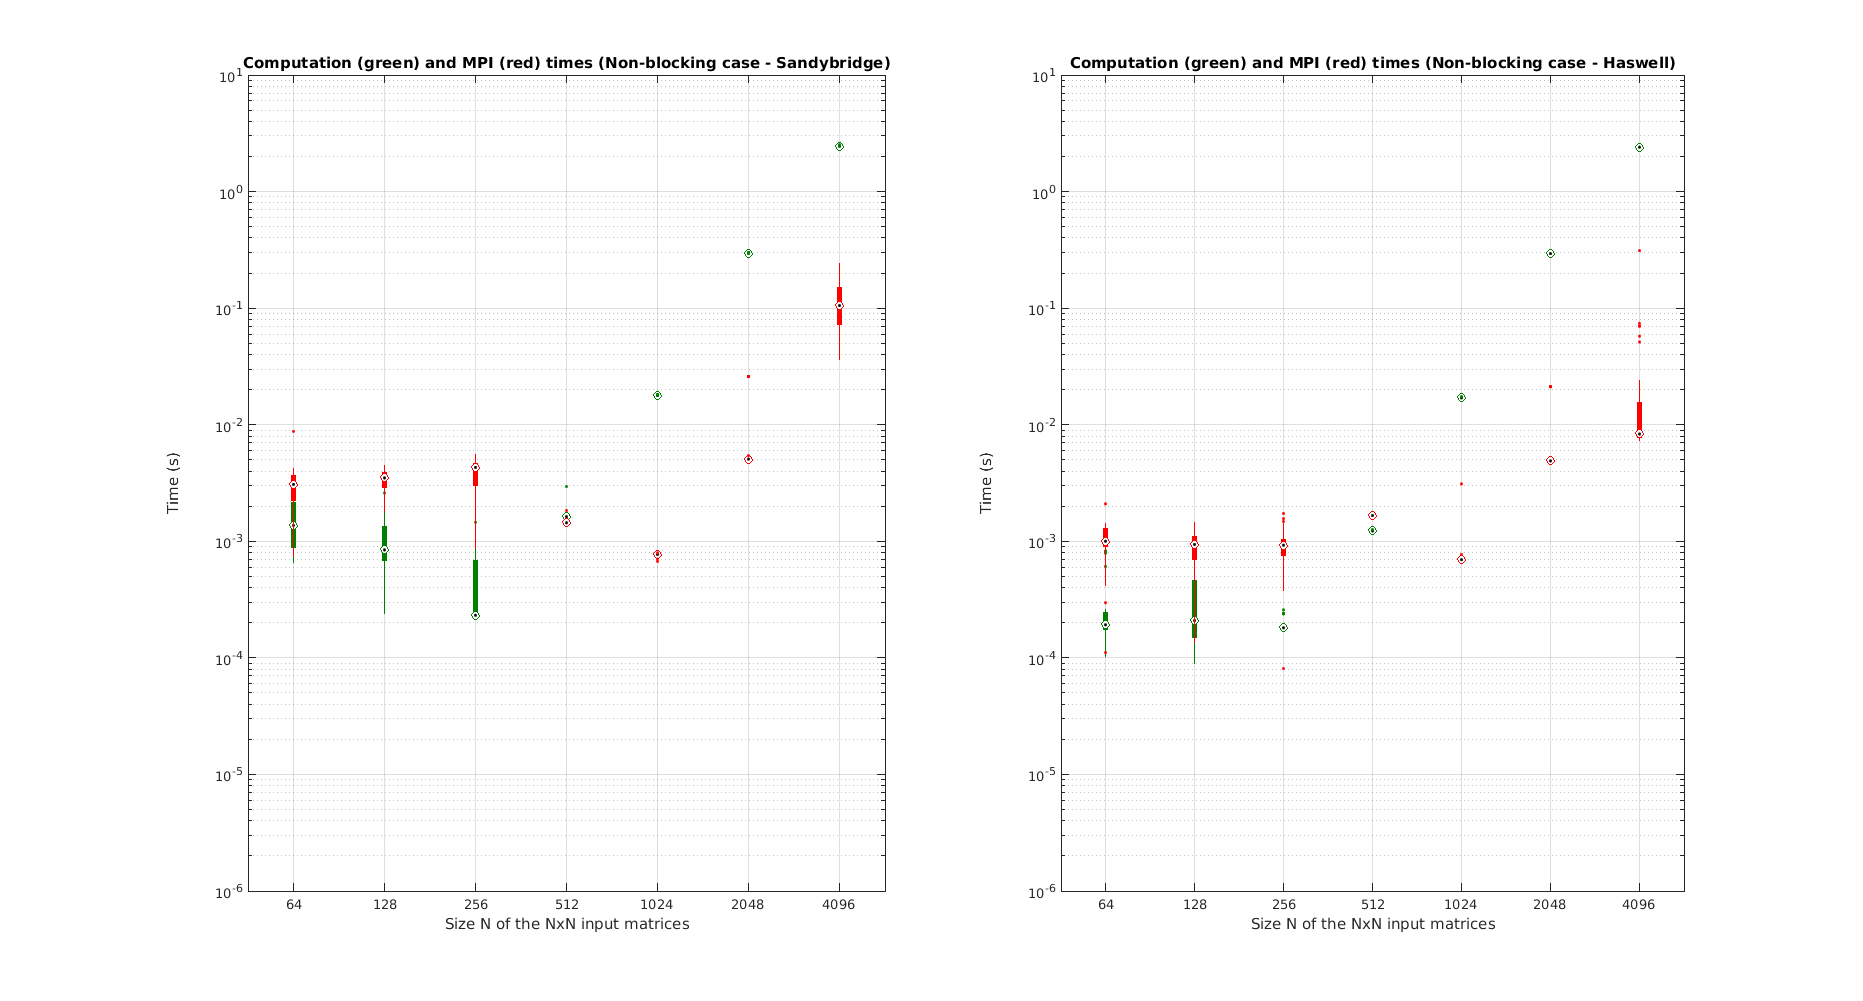 Computation (green) and MPI (red) times (Non-blocking case - Sandybridge)
10^1
10^0
10^-1
10^-2
10^-3
10^-4
10^-5
10^-6
Time (s)
64 128 256 512 1024 2048 4096
Size N of the NxN input matrices
Computation (green) and MPI (red) times (Non-blocking case - Haswell)
10^1
10^0
10^-1
10^-2
10^-3
10^-4
10^-5
10^-6
Time (s)
64 128 256 512 1024 2048 4096
Size N of the NxN input matrices